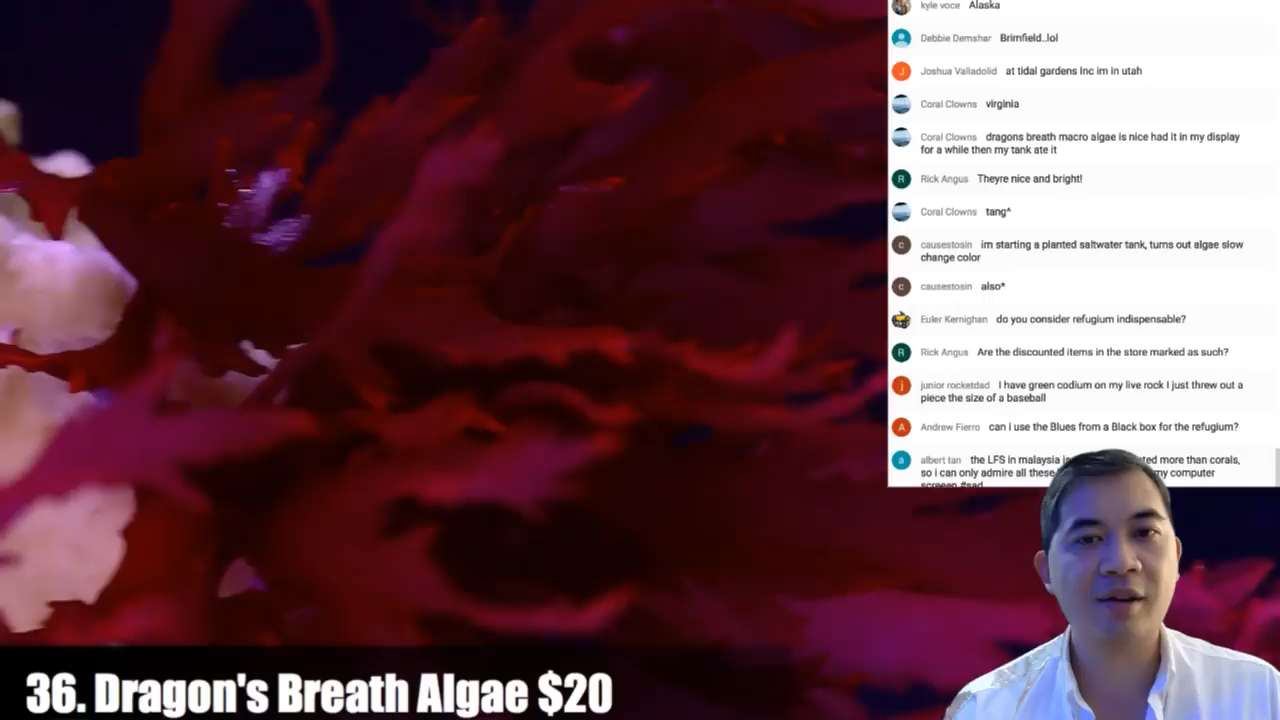 kyle voce Alaska
Debbie Demshar Brimfield..lol
J Joshua Valladolid at tidal gardens Inc im in utah
Coral Clowns virginia
Coral Clowns dragons breath macro algae is nice had it in my display
for a while then my tank ate it
R Rick Angus Theyre nice and bright!
Coral Clowns tang^
c causestosin im starting a planted saltwater tank, turns out algae slow
change color
c causestosin also*
Euler Kernighan do you consider refugium indispensable?
R Rick Angus Are the discounted items in the store marked as such?
j junior rocketdad I have green codium on my live rock I just threw out a
piece the size of a baseball
A Andrew Fierro can i use the Blues from a Black box for the refugium?
a albert tan the LFS in malaysia more than corals,
so i can only admire all these my computer
screeen #sad
36. Dragon's Breath Algae $20